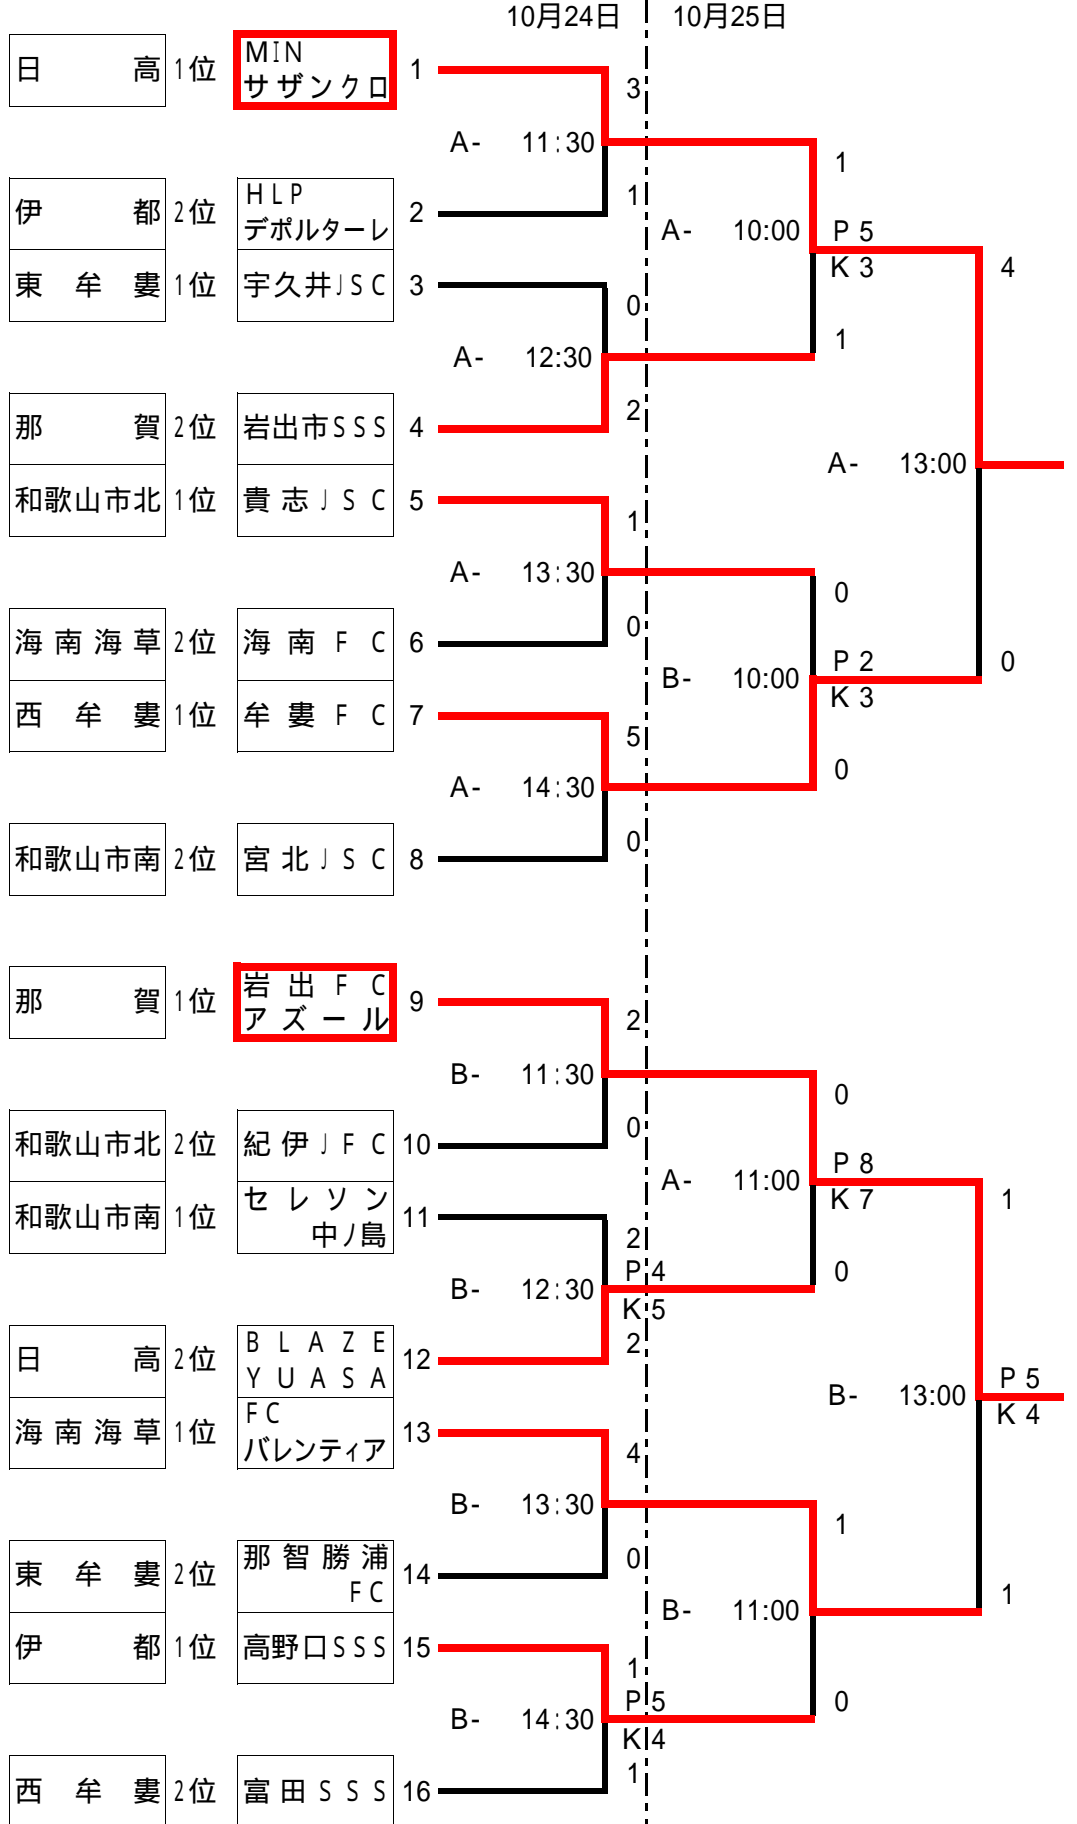 10月24日 10月25日
日高 1位 MIN
サザンクロ 1
3
A- 11:30
1
伊都 2位 HLP
デポルターレ 2
1
A- 10:00
P 5
K 3
1
東牟婁 1位 宇久井JSC 3
0
A- 12:30
2
那賀 2位 岩出市SSS 4
4
A- 13:00
0
和歌山市北 1位 貴志JSC 5
1
A- 13:30
0
海南海草 2位 海南FC 6
0
B- 10:00
P 2
K 3
0
西牟婁 1位 牟婁FC 7
5
A- 14:30
0
和歌山市南 2位 宮北JSC 8
那賀 1位 岩出FC
アズール 9
2
B- 11:30
0
和歌山市北 2位 紀伊JFC 10
0
A- 11:00
P 8
K 7
0
和歌山市南 1位 セレソン
中ノ島 11
2
B- 12:30
P 4
K 5
2
日高 2位 BLAZE
YUASA 12
1
B- 13:00
P 5
K 4
1
海南海草 1位 FC
バレンティア 13
4
B- 13:30
0
東牟婁 2位 那智勝浦
FC 14
1
B- 11:00
0
伊都 1位 高野口SSS 15
1
B- 14:30
P 5
K 4
1
西牟婁 2位 富田SSS 16